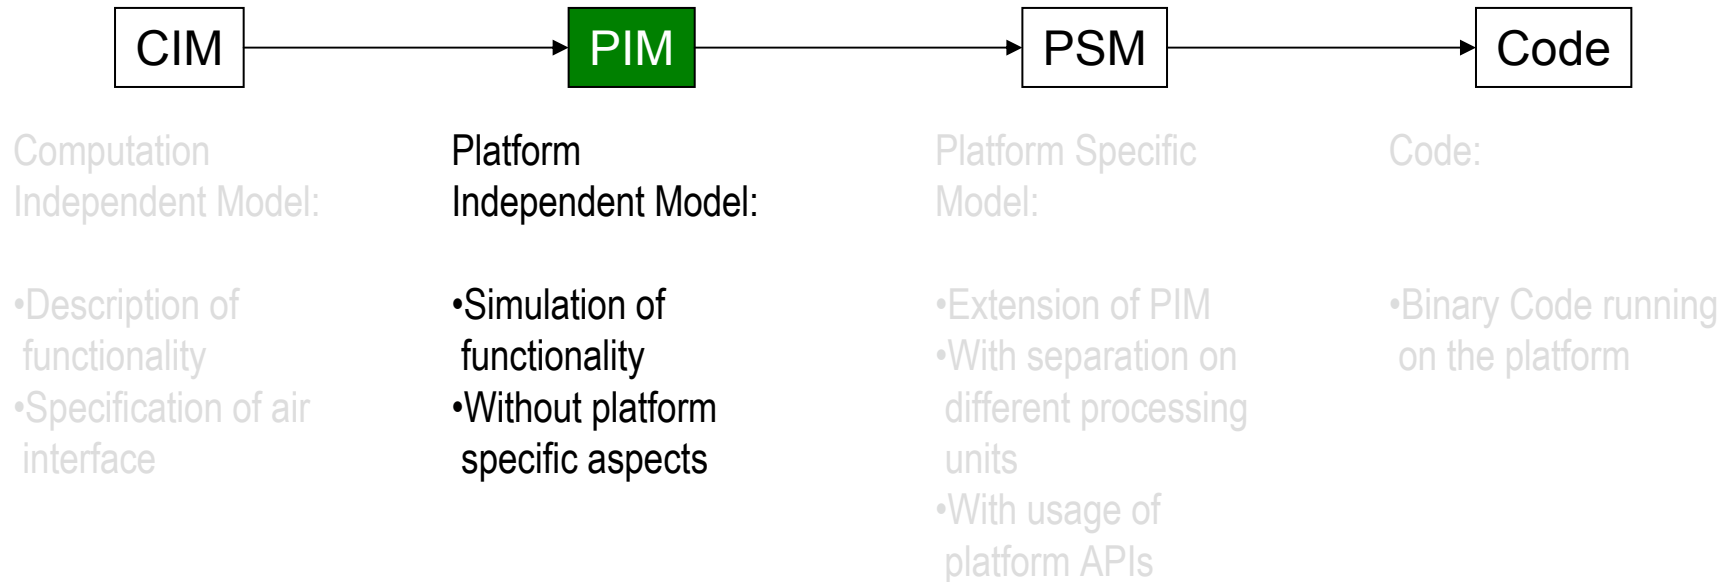 CIM
PIM
PSM
Code
Computation
Independent Model:
•Description of
functionality
•Specification of air
interface
Platform
Independent Model:
•Simulation of
functionality
•Without platform
specific aspects
Platform Specific
Model:
•Extension of PIM
•With separation on
different processing
units
•With usage of
platform APIs
Code:
•Binary Code running
on the platform